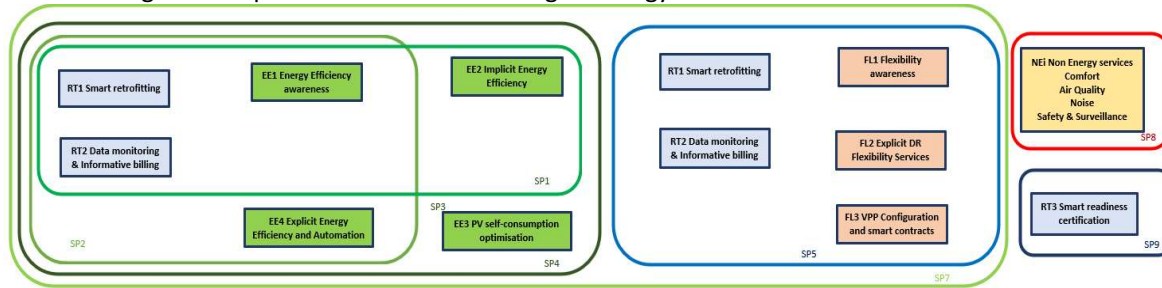 RT1 Smart retrofitting
EE1 Energy Efficiency
awareness
EE2 Implicit Energy
Efficiency
RT2 Data monitoring
& Informative billing
SP1
EE4 Explicit Energy
Efficiency and Automation
SP3
EE3 PV self-consumption
optimisation
SP2
SP4
RT1 Smart retrofitting
FL1 Flexibility
awareness
RT2 Data monitoring
& Informative billing
FL2 Explicit DR
Flexibility Services
FL3 VPP Configuration
and smart contracts
SP5
SP7
NEi Non Energy services
Comfort
Air Quality
Noise
Safety & Surveillance
SP8
RT3 Smart readiness
certification
SP9